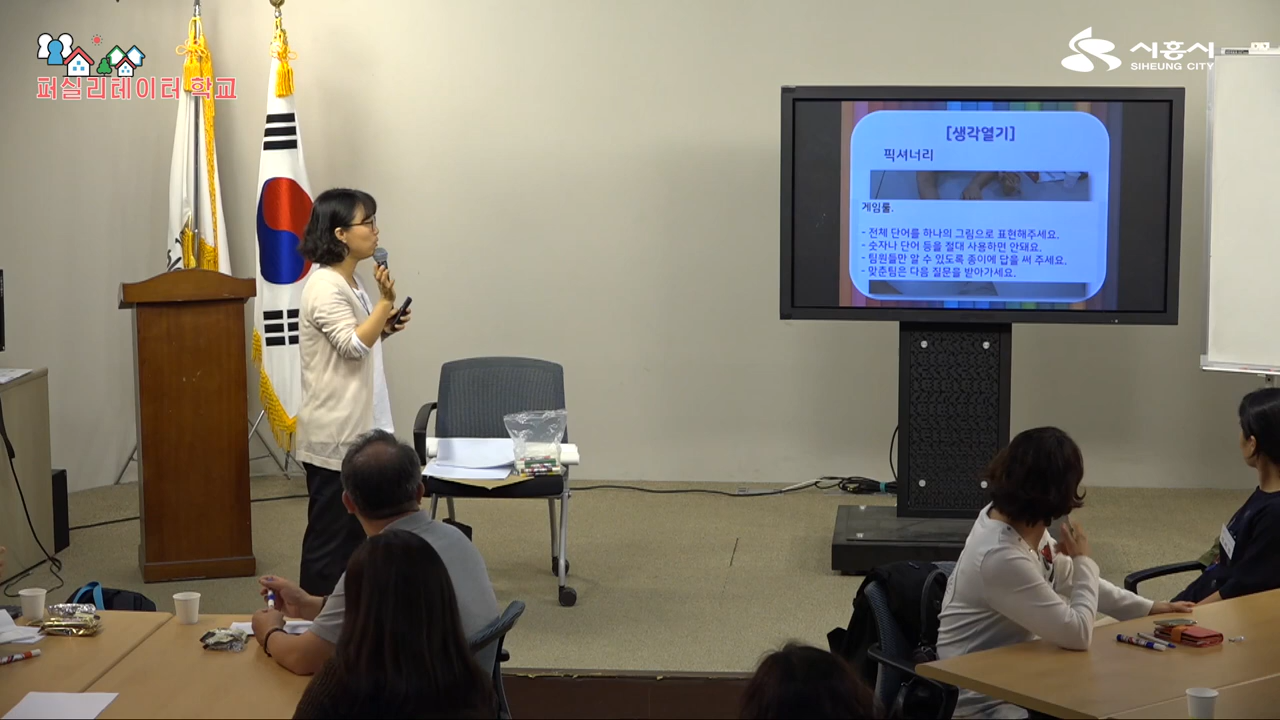 퍼실리테이터 학교
시흥시
SIHEUNG CITY
[생각열기]
픽셔너리
게임룰.
- 전체 단어를 하나의 그림으로 표현해주세요.
- 숫자나 단어 등을 절대 사용하면 안돼요.
- 팀원들만 알 수 있도록 종이에 답을 써 주세요.
- 맞춘팀은 다음 질문을 받아가세요.